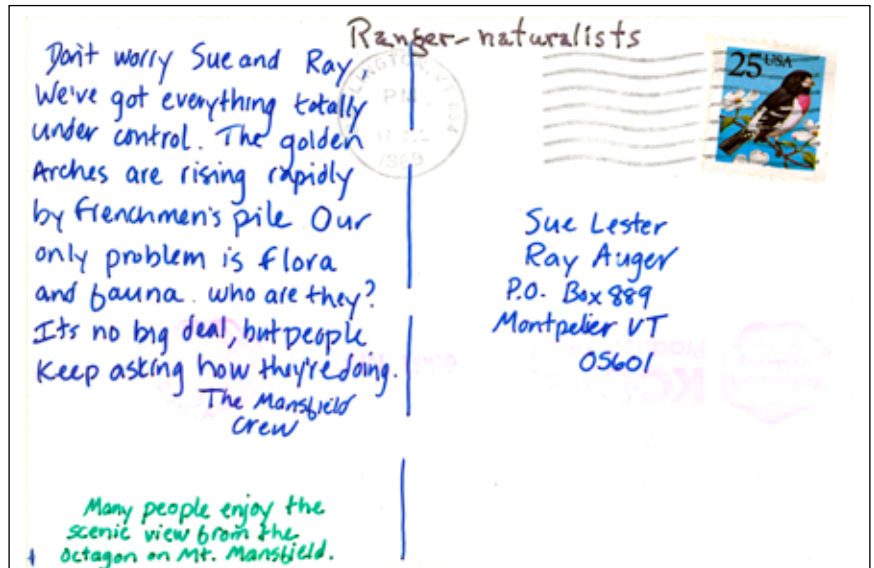 Ranger-naturalists
Don't worry Sue and Ray
We've got everything totally
under control. The golden
Arches are rising rapidly
by frenchmen's pile Our
only problem is flora
and fauna. who are they?
Its no big deal, but people
Keep asking how they're doing.
The Mansfield
Crew
Many people enjoy the
scenic view from the
octagon on Mt. Mansfield.
PM
1989
VT USA
25 USA
Sue Lester
Ray Auger
P.O. Box 889
Montpelier VT
05601